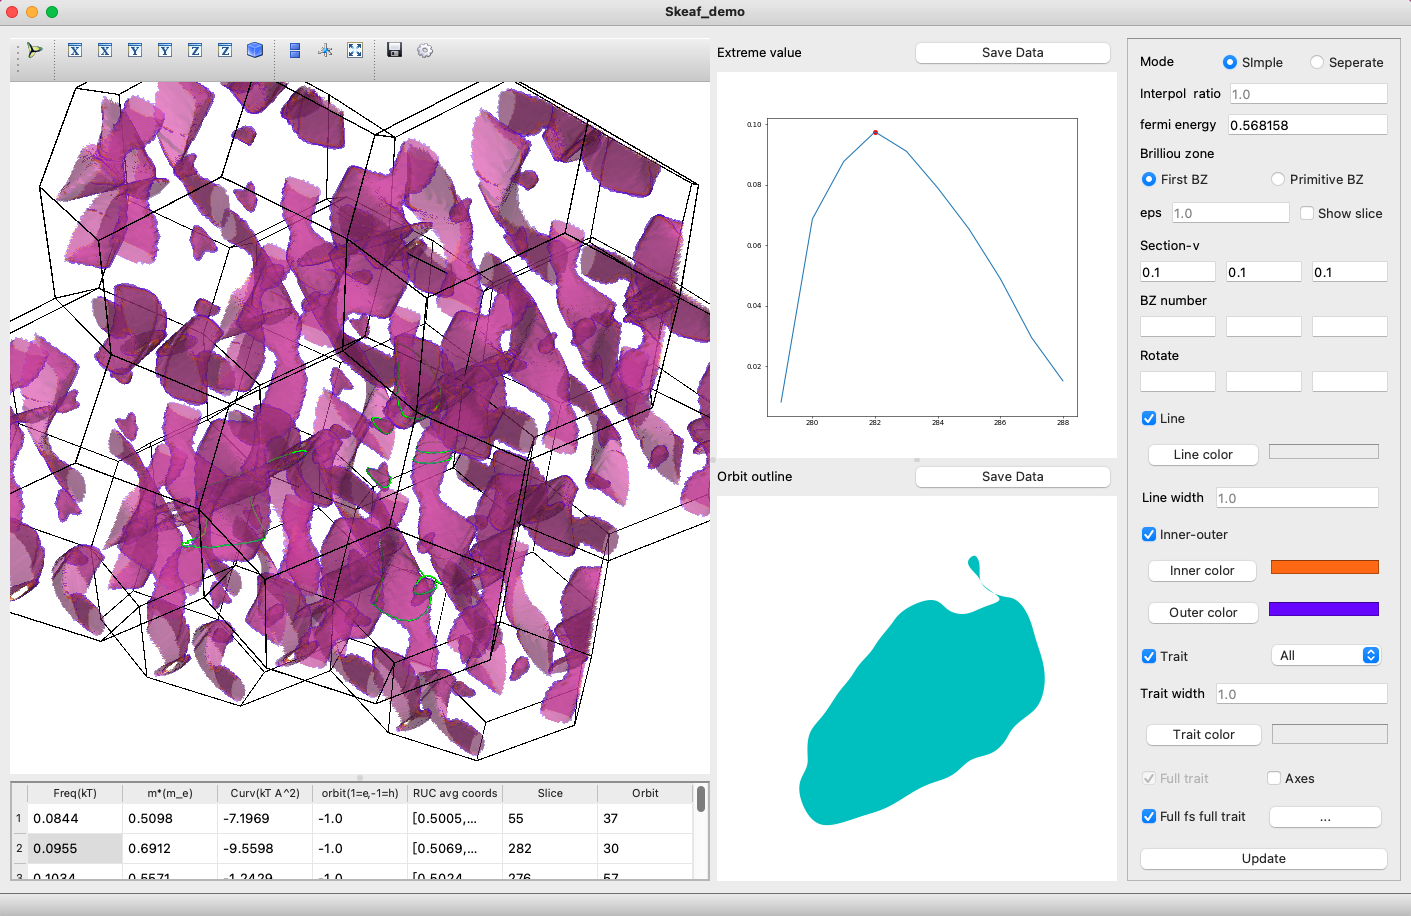 Skeaf_demo
X X Y Y Z Z
Extreme value
Save Data
0.10
0.08
0.06
0.04
0.02
280 282 284 286 288
Orbit outline
Save Data
Freq(kT) m*(m_e) Curv(kT A^2) orbit(1=e,-1=h) RUC avg coords Slice Orbit
1 0.0844 0.5098 -7.1969 -1.0 [0.5005,... 55 37
2 0.0955 0.6912 -9.5598 -1.0 [0.5069,... 282 30
3 0.1034 0.5571 -1.2429 -1.0 [0.5024 276 57
Mode SImple Seperate
Interpol ratio 1.0
fermi energy 0.568158
Brilliou zone
First BZ Primitive BZ
eps 1.0 Show slice
Section-v
0.1 0.1 0.1
BZ number
Rotate
Line
Line color
Line width 1.0
Inner-outer
Inner color
Outer color
Trait All
Trait width 1.0
Trait color
Full trait Axes
Full fs full trait ...
Update